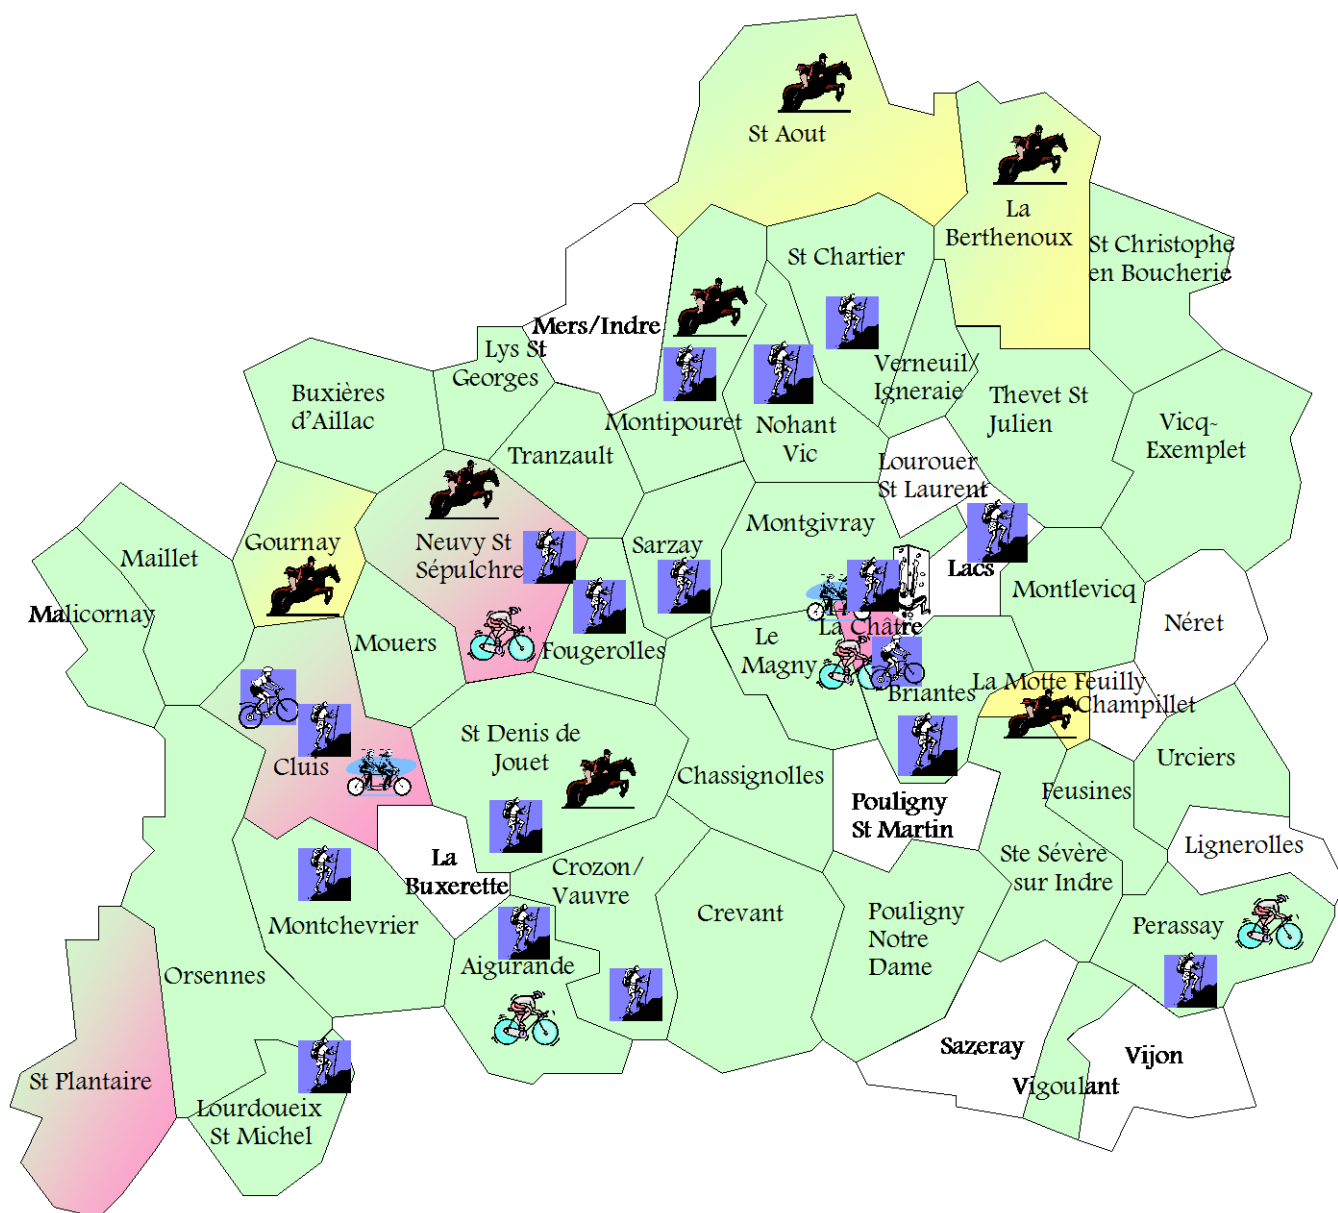 St Aout
La
Berthenoux
St Christophe
en Boucherie
St Chartier
Mers/Indre
Lys St
Georges
Verneuil/
Igneraie
Buxières
d'Aillac
Thevet St
Julien
Vicq-
Exemplet
Montipouret
Nohant
Vic
Tranzault
Lourouer
St Laurent
Montgivray
Gournay
Neuvy St
Sépulchre
Sarzay
Maillet
Lacs
Montlevicq
Malicornay
Néret
La Châtre
Le
Magny
Mouers
Fougerolles
Briantes
La Motte Feuilly
Champillet
St Denis de
Jouet
Urciers
Cluis
Chassignolles
Feusines
Pouligny
St Martin
Lignerolles
La
Buxerette
Crozon/
Vauvre
Ste Sévère
sur Indre
Montchevrier
Crevant
Pouligny
Notre
Dame
Perassay
Orsennes
Aigurande
Sazeray
Vijon
St Plantaire
Vigoulant
Lourdoueix
St Michel